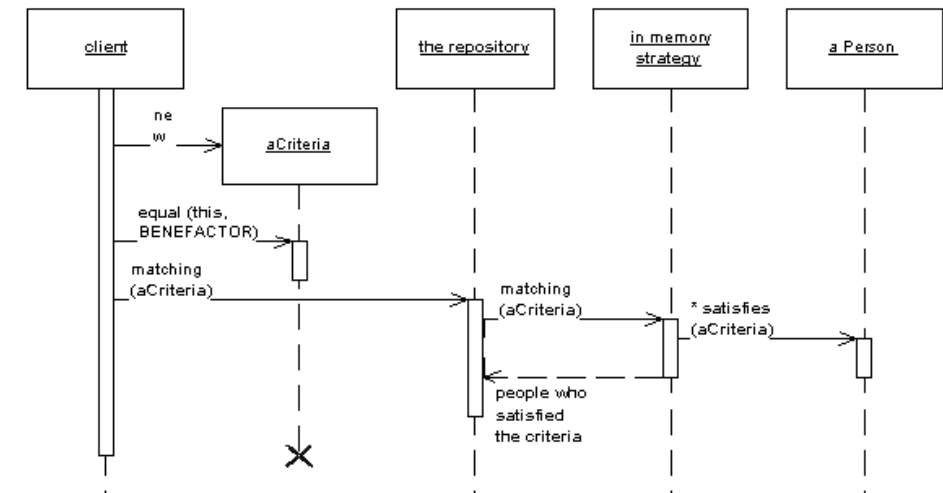 client
the repository
in memory
strategy
a Person
ne
w
aCriteria
equal (this,
BENEFACTOR)
matching
(aCriteria)
matching
(aCriteria)
* satisfies
(aCriteria)
people who
satisfied
the criteria